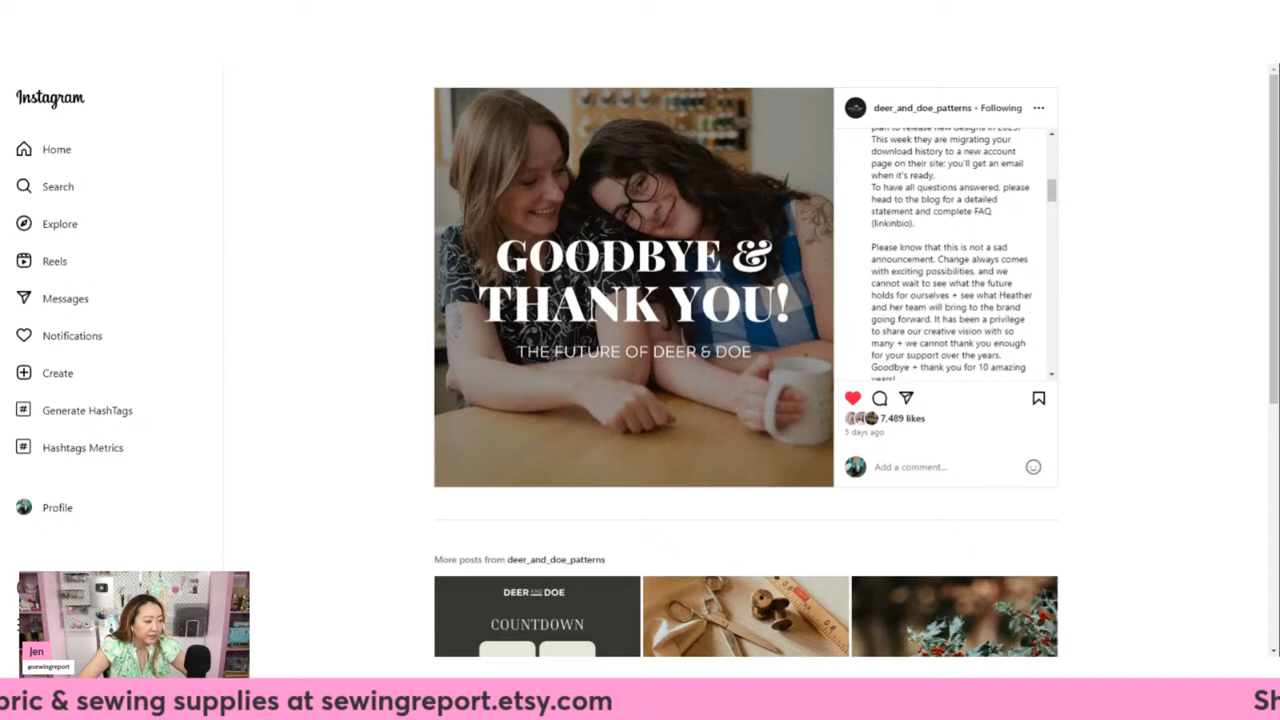 Instagram
Home
Search
Explore
Reels
Messages
Notifications
Create
Generate HashTags
Hashtags Metrics
Profile
GOODBYE &
THANK YOU!
THE FUTURE OF DEER & DOE
deer_and_doe_patterns • Following
This week they are migrating your
download history to a new account
page on their site: you'll get an email
when it's ready.
To have all questions answered, please
head to the blog for a detailed
statement and complete FAQ
(linkinbio).
Please know that this is not a sad
announcement. Change always comes
with exciting possibilities, and we
cannot wait to see what the future
holds for ourselves + see what Heather
and her team will bring to the brand
going forward. It has been a privilege
to share our creative vision with so
many + we cannot thank you enough
for your support over the years.
Goodbye + thank you for 10 amazing
years!
7,489 likes
5 days ago
Add a comment...
More posts from deer_and_doe_patterns
DEER AND DOE
COUNTDOWN
Jen
@sewingreport
bric & sewing supplies at sewingreport.etsy.com
Sh